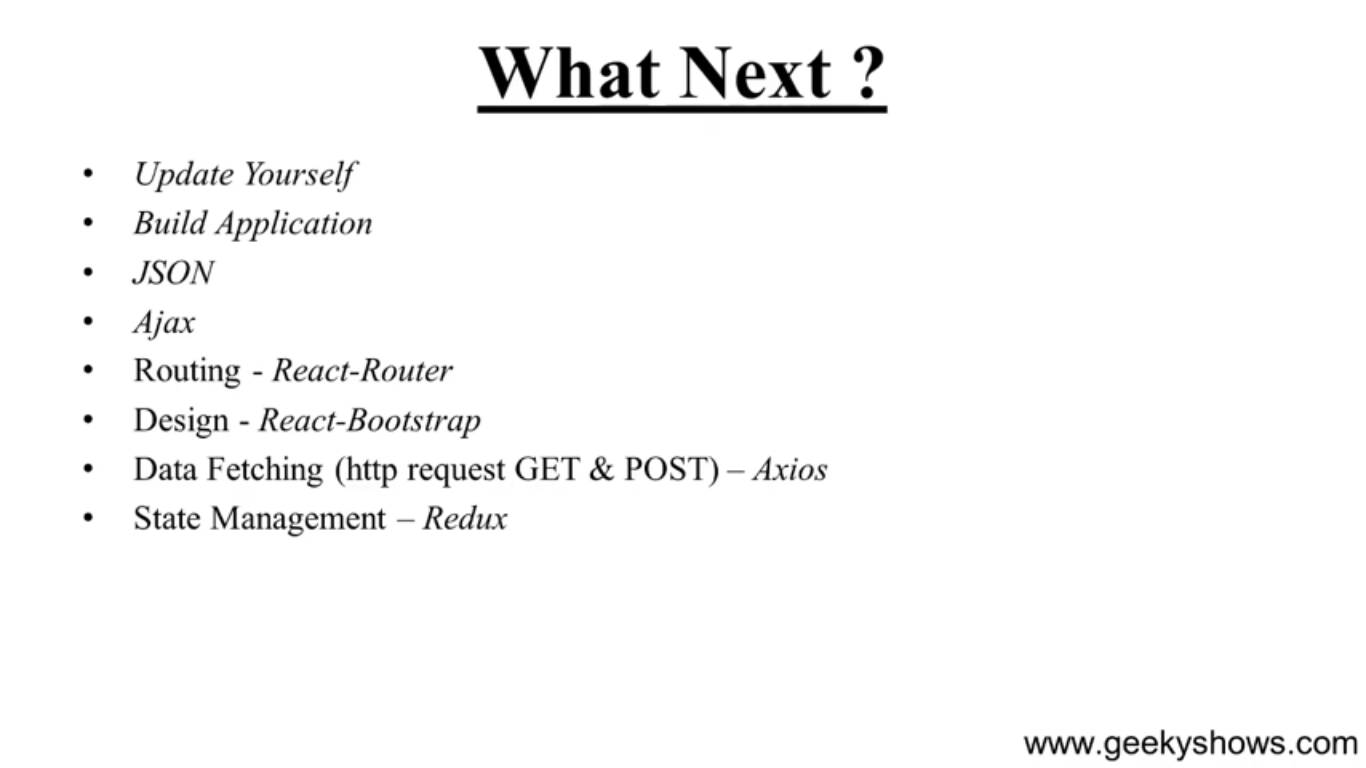 What Next ?
• Update Yourself
• Build Application
• JSON
• Ajax
• Routing - React-Router
• Design - React-Bootstrap
• Data Fetching (http request GET & POST) – Axios
• State Management – Redux
www.geekyshows.com